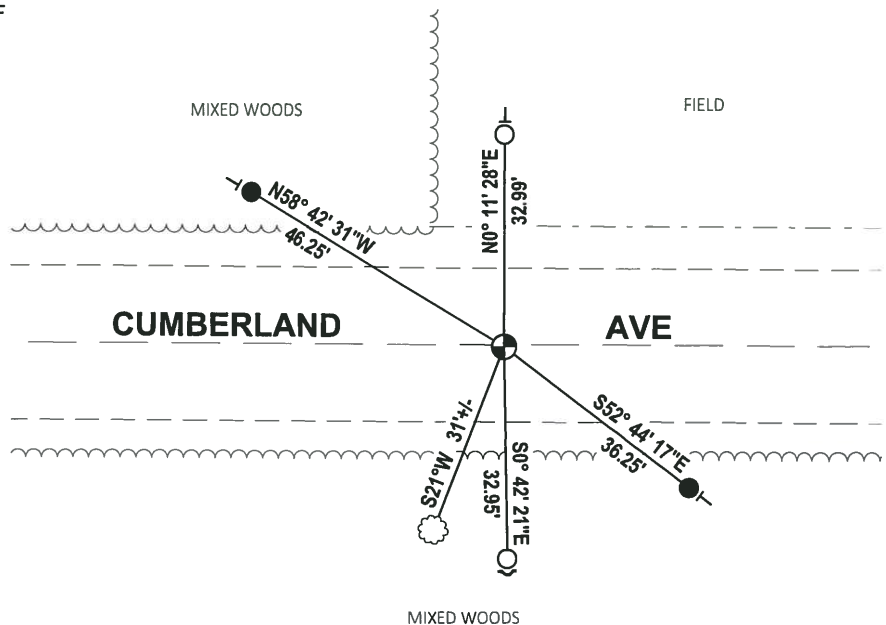 MIXED WOODS
FIELD
N0° 11' 28"E
32.99'
N58° 42' 31"W
46.25'
CUMBERLAND AVE
S52° 44' 17"E
36.25'
S21°W 31'+/-
S0° 42' 21"E
32.95'
MIXED WOODS